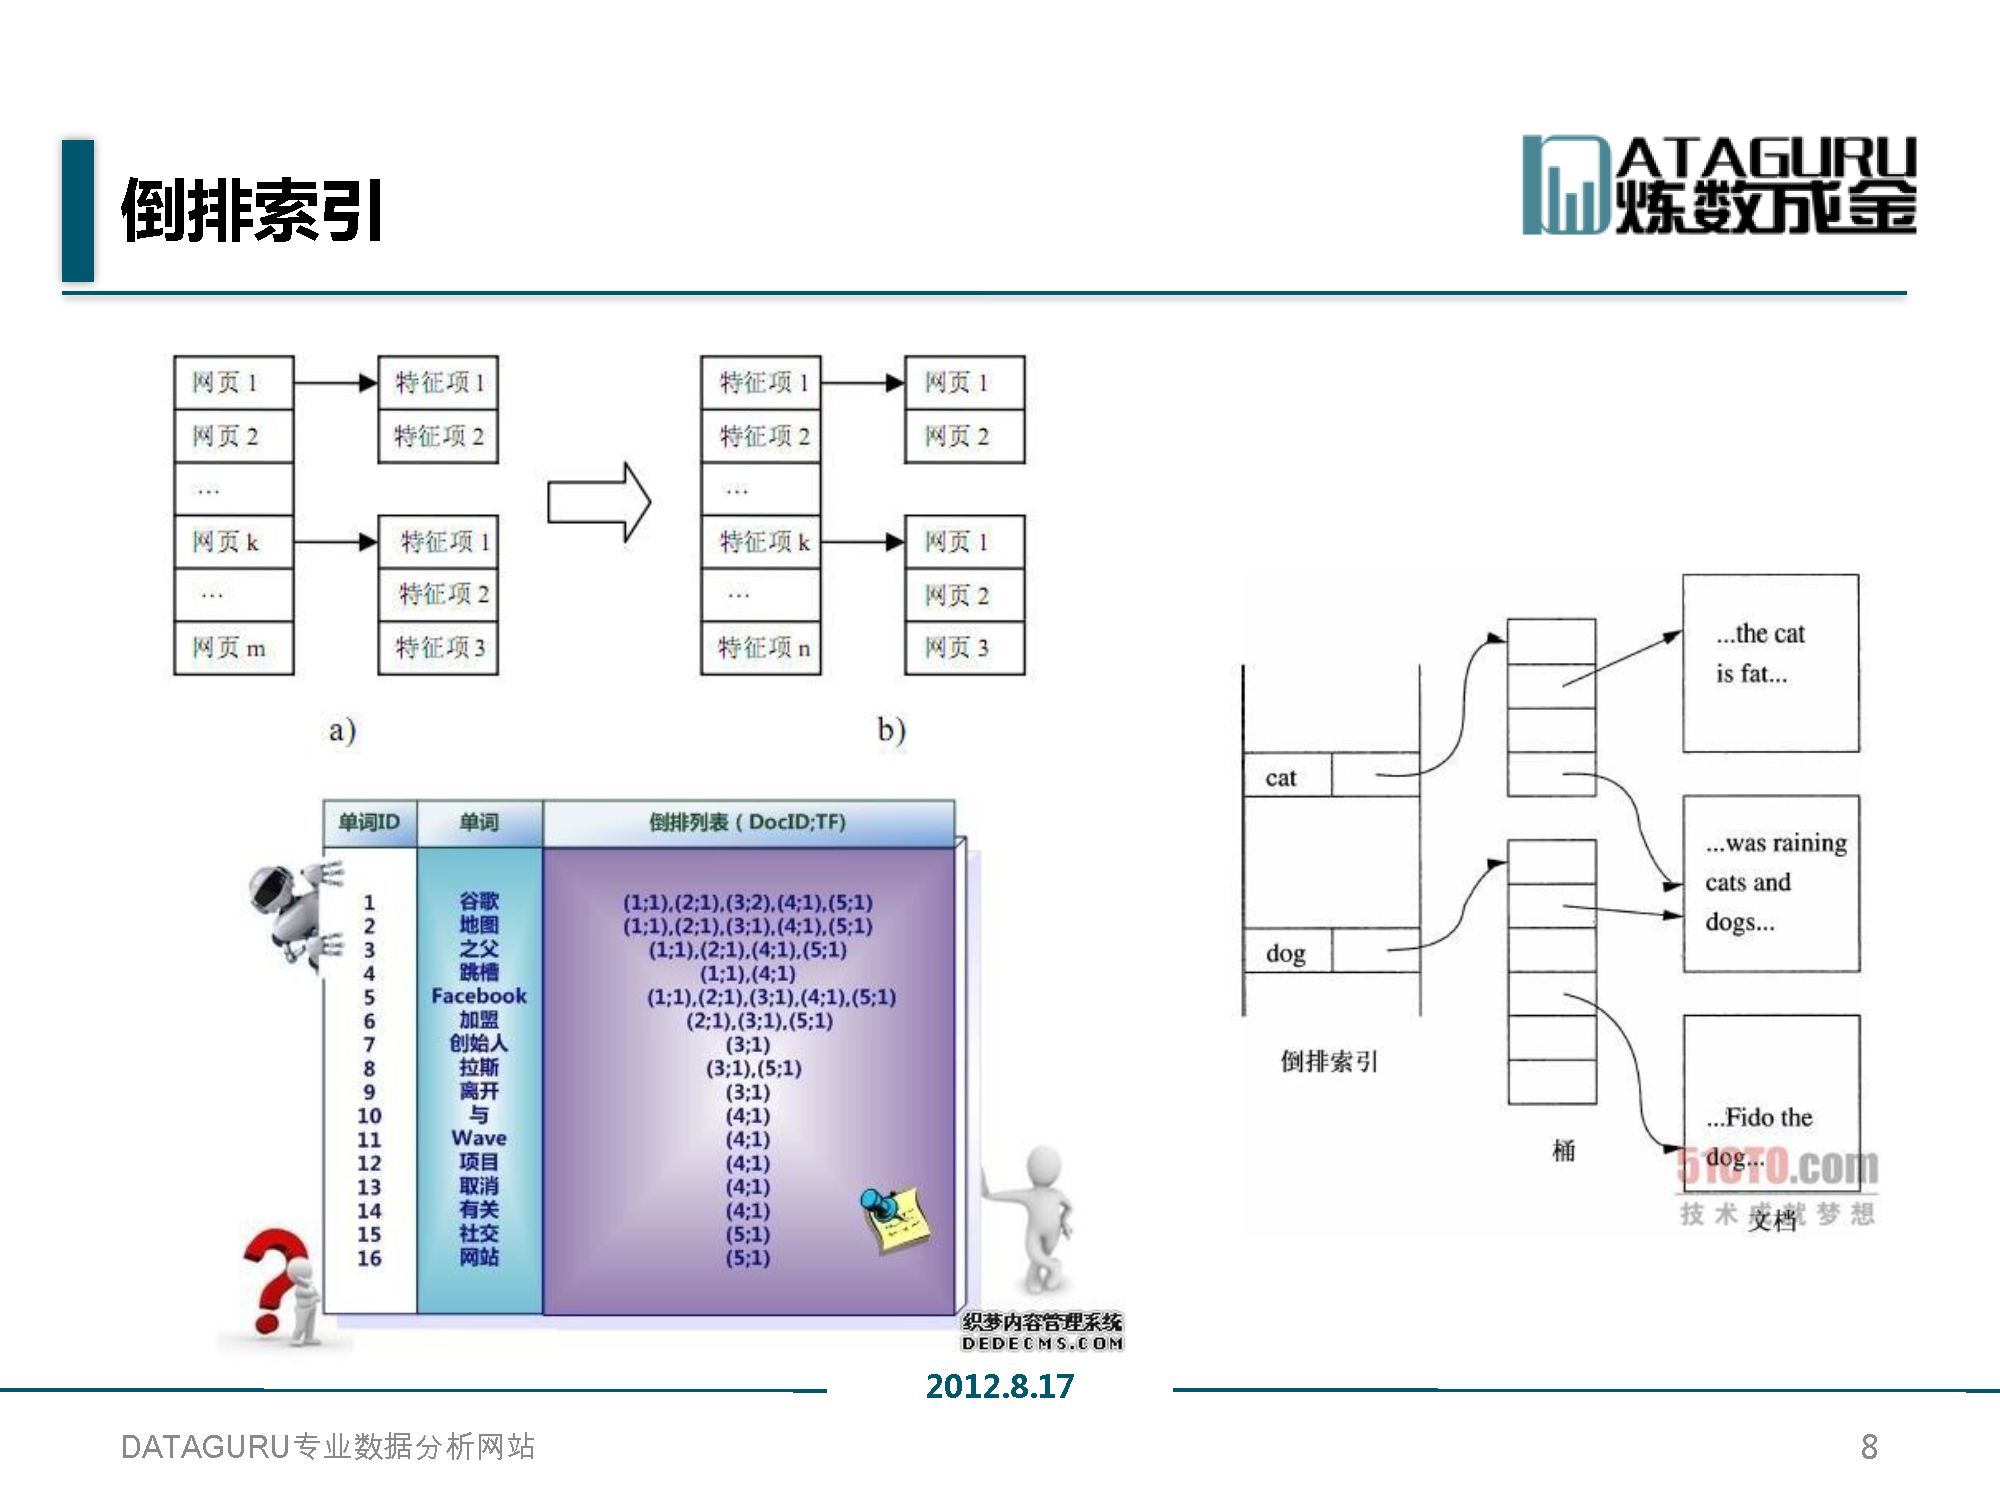 倒排索引
DATAGURU
炼数成金
网页 1
网页 2
...
网页 k
...
网页 m
特征项 1
特征项 2
特征项 1
特征项 2
特征项 3
a)
特征项 1
特征项 2
...
特征项 k
...
特征项 n
网页 1
网页 2
网页 1
网页 2
网页 3
b)
单词ID 单词 倒排列表（DocID;TF)
1 谷歌 (1;1),(2;1),(3;2),(4;1),(5;1)
2 地图 (1;1),(2;1),(3;1),(4;1),(5;1)
3 之父 (1;1),(2;1),(4;1),(5;1)
4 跳槽 (1;1),(4;1)
5 Facebook (1;1),(2;1),(3;1),(4;1),(5;1)
6 加盟 (2;1),(3;1),(5;1)
7 创始人 (3;1)
8 拉斯 (3;1),(5;1)
9 离开 (3;1)
10 与 (4;1)
11 Wave (4;1)
12 项目 (4;1)
13 取消 (4;1)
14 有关 (4;1)
15 社交 (5;1)
16 网站 (5;1)
织梦内容管理系统
DEDECMS.COM
cat
dog
倒排索引
桶
...the cat
is fat...
...was raining
cats and
dogs...
...Fido the
dog...
51CTO.com
技术成就梦想
文档
2012.8.17
DATAGURU专业数据分析网站
8